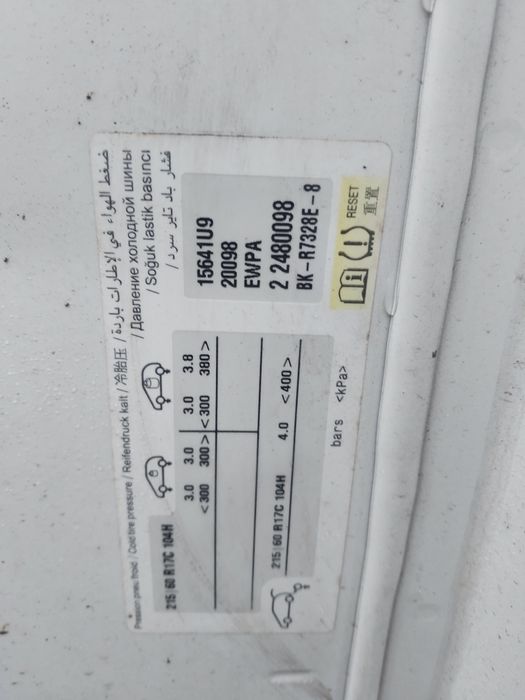 Pression pneu froid / Cold tire pressure / Reifendruck kalt / 冷胎压 / ضغط الهواء في الإطارات باردة
/ Давление холодной шины
/ Soğuk lastik basıncı
/ فشار باد تایر سرد
215/60 R17C 104H
3.0 3.0 3.0 3.8
<300 300> <300 380>
215/60 R17C 104H 4.0 <400>
bars <kPa>
15641U9
20098
EWPA
2 2480098
BK-R7328E-8
RESET
重置